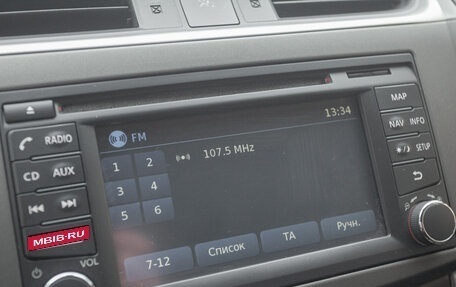 MAP
13:34
FM
NAV INFO
RADIO
1 2
107.5 MHz
SETUP
CD AUX
3 4
5 6
MBIB-RU
7-12
Список
TA
Ручн.
VOL